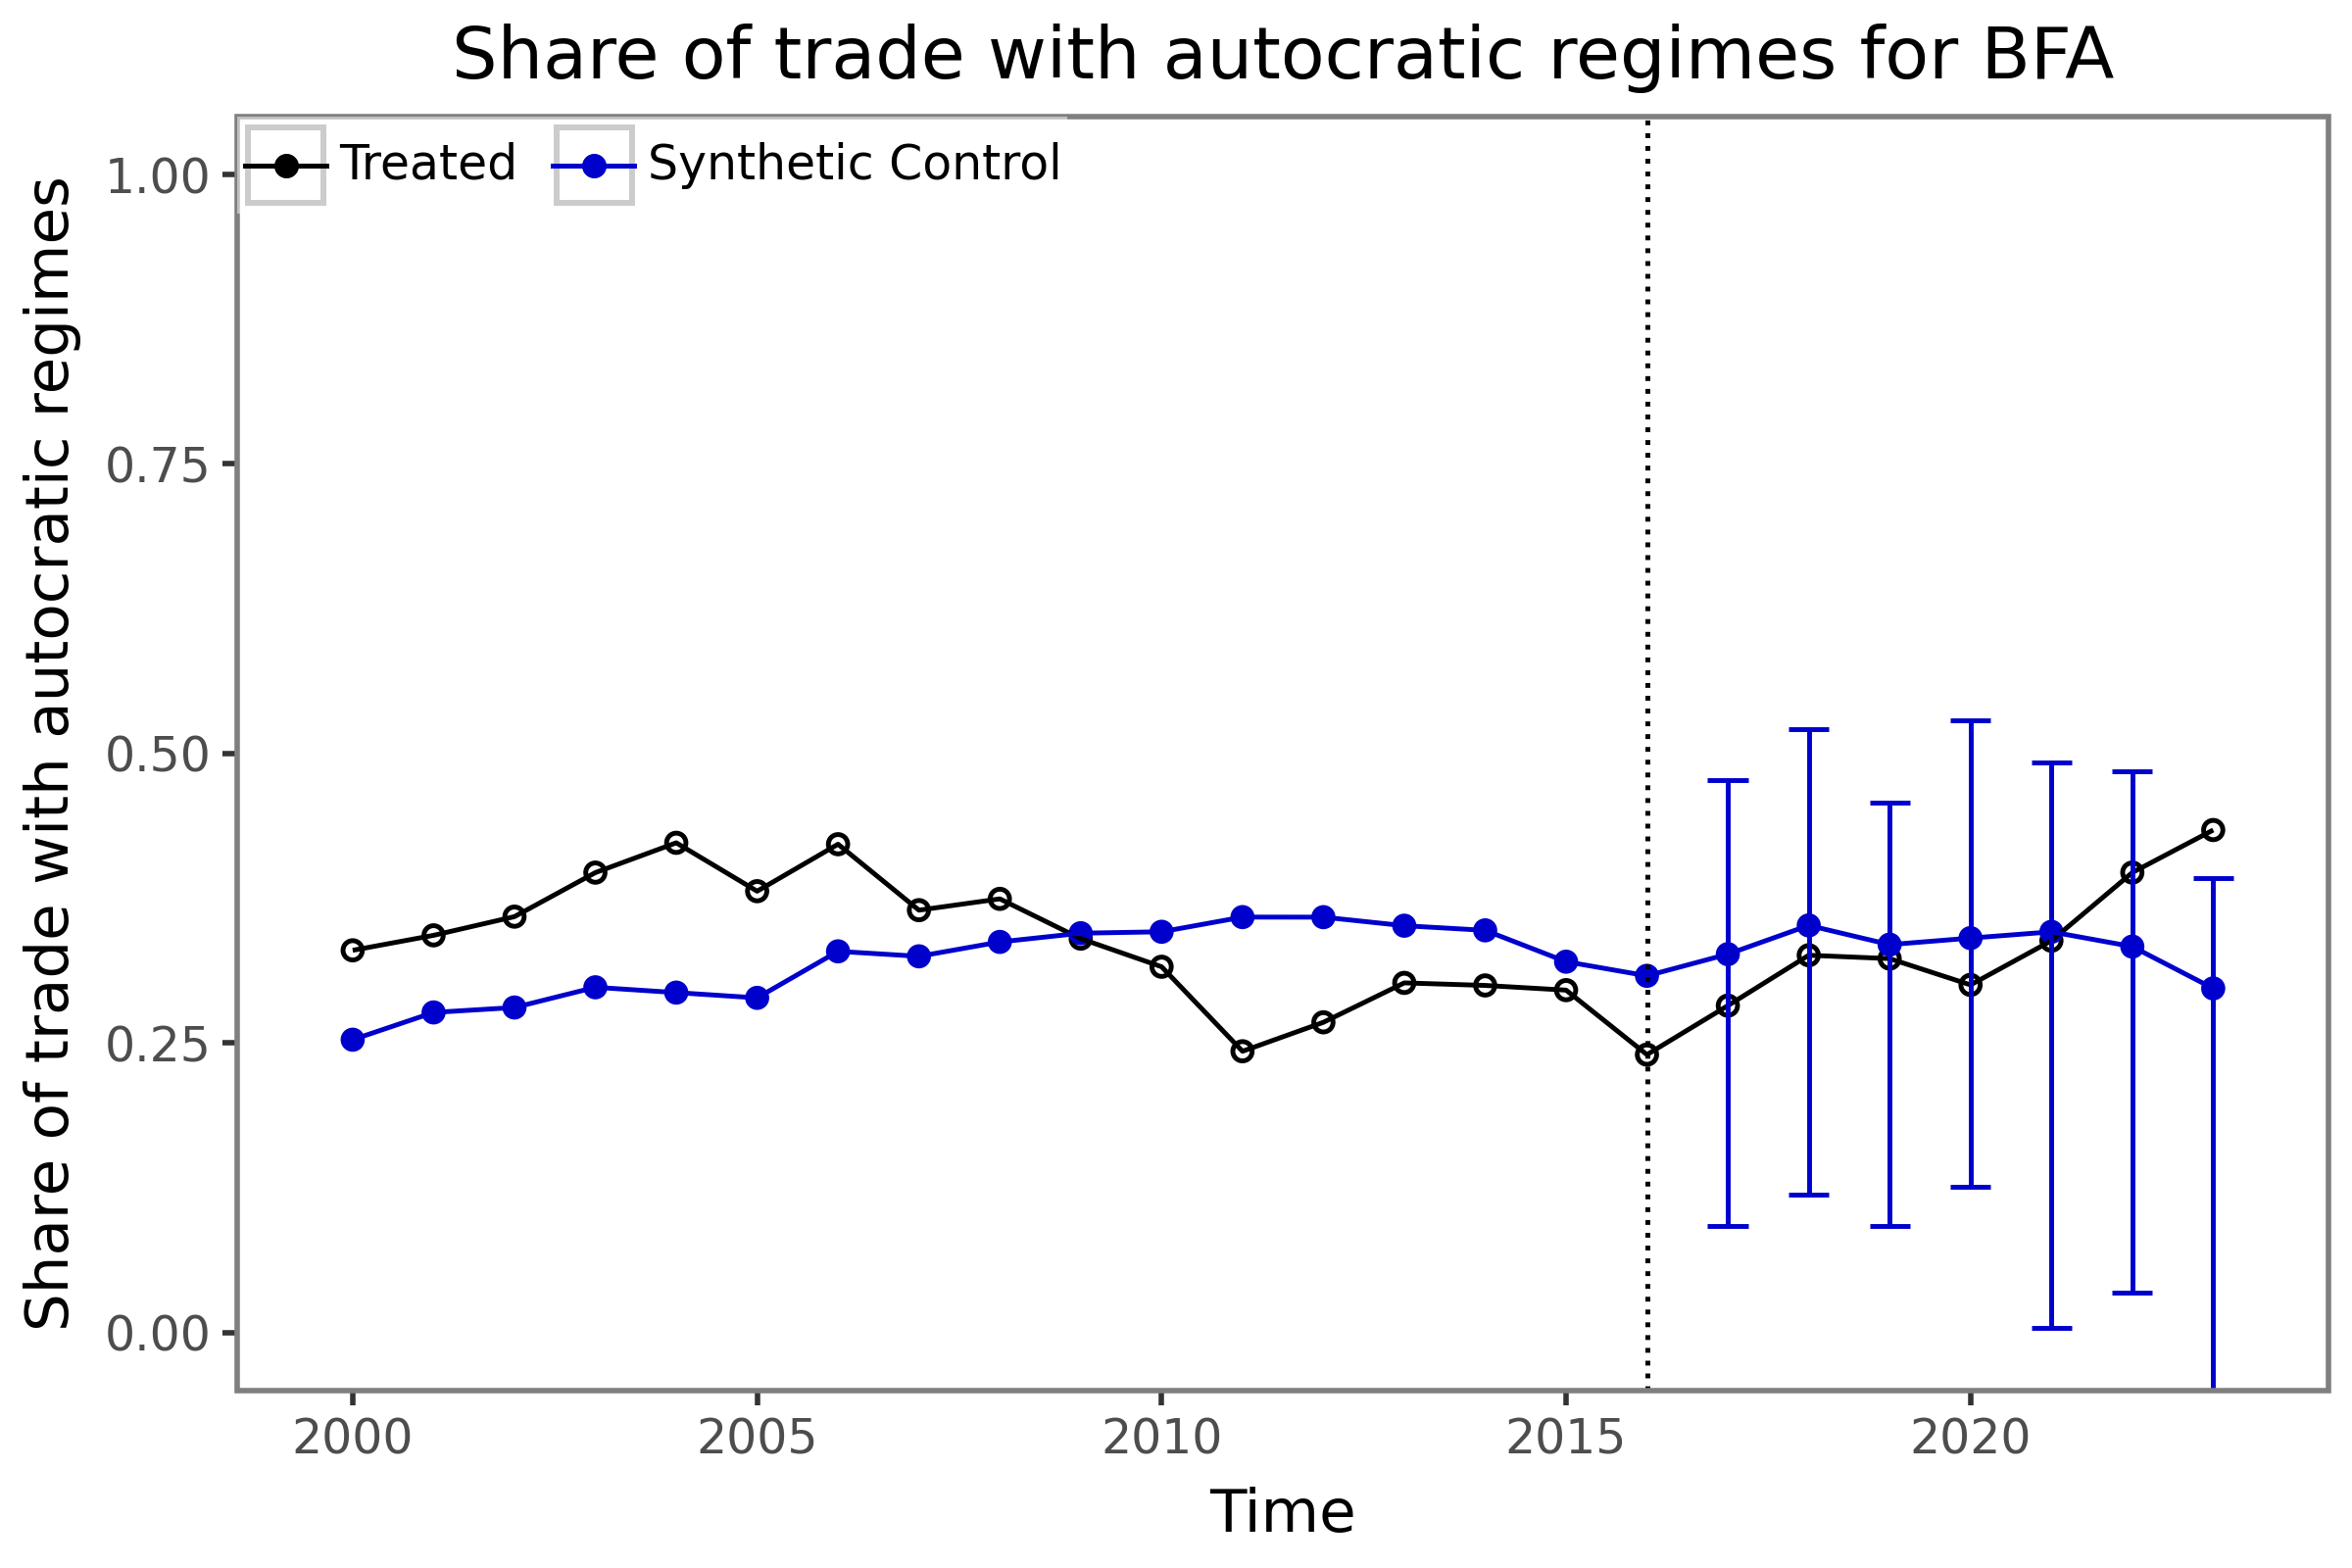 Share of trade with autocratic regimes for BFA
Treated
Synthetic Control
Share of trade with autocratic regimes
1.00
0.75
0.50
0.25
0.00
2000
2005
2010
2015
2020
Time